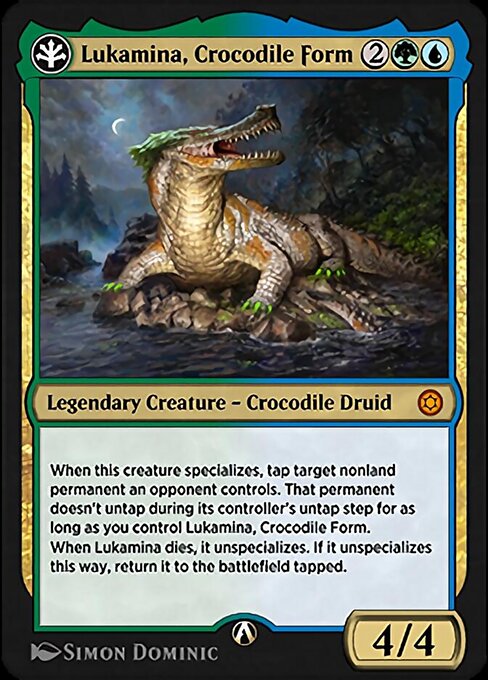 Lukamina, Crocodile Form 2
Legendary Creature – Crocodile Druid
When this creature specializes, tap target nonland
permanent an opponent controls. That permanent
doesn't untap during its controller's untap step for as
long as you control Lukamina, Crocodile Form.
When Lukamina dies, it unspecializes. If it unspecializes
this way, return it to the battlefield tapped.
4/4
SIMON DOMINIC